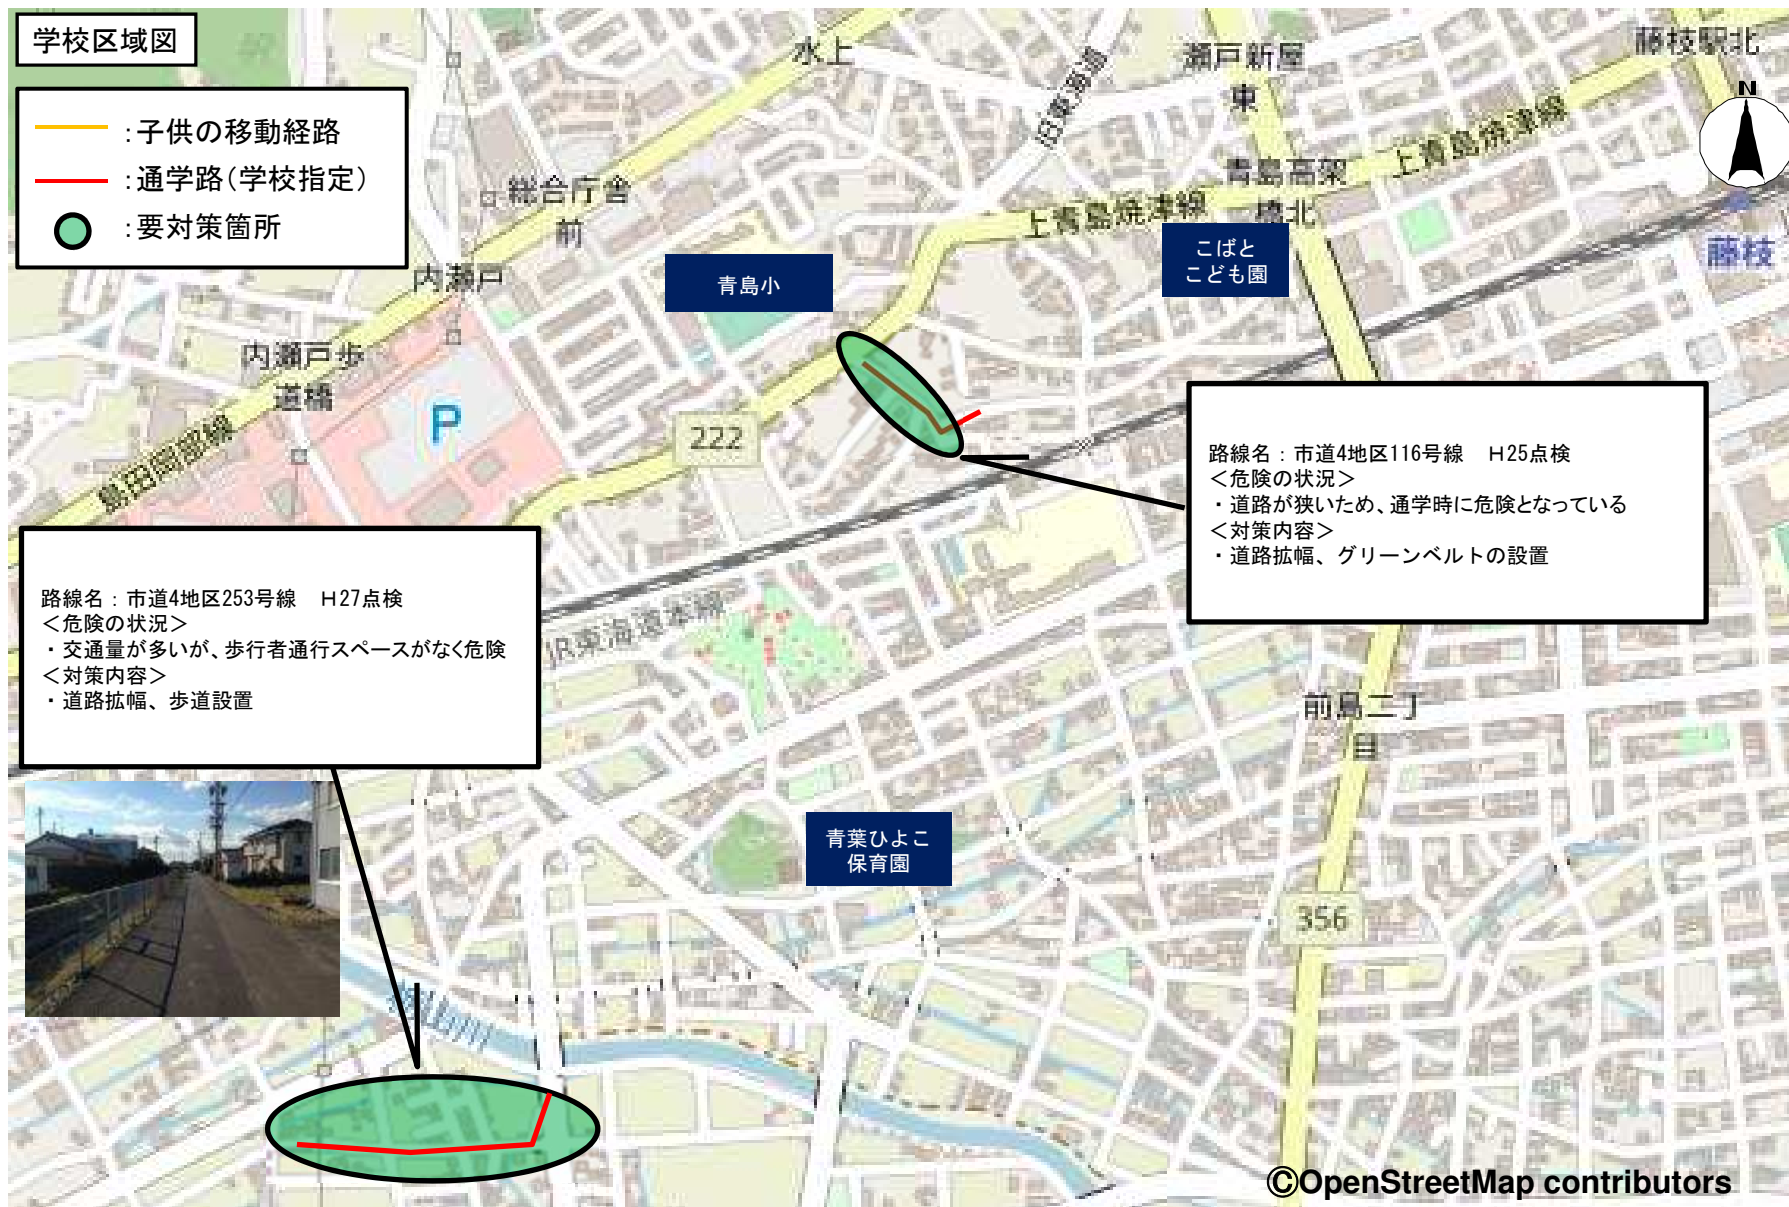 学校区域図
:子供の移動経路
:通学路(学校指定)
:要対策箇所
水上
旧東海道
瀬戸新屋
東
藤枝駅北
N
上青島焼津線
青島高架
橋北
上青島焼津線
総合庁舎
前
内瀬戸
青島小
こばと
こども園
藤枝
内瀬戸歩
道橋
P
222
島田岡部線
路線名:市道4地区116号線 H25点検
<危険の状況>
・道路が狭いため、通学時に危険となっている
<対策内容>
・道路拡幅、グリーンベルトの設置
路線名:市道4地区253号線 H27点検
<危険の状況>
・交通量が多いが、歩行者通行スペースがなく危険
<対策内容>
・道路拡幅、歩道設置
JR東海道本線
前島二丁
目
青葉ひよこ
保育園
356
©OpenStreetMap contributors